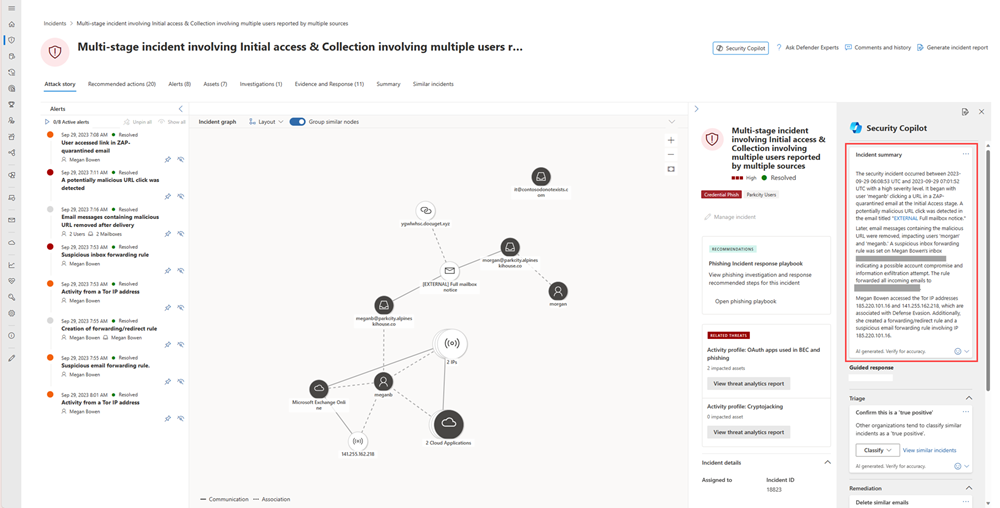 Incidents > Multi-stage incident involving Initial access & Collection involving multiple users reported by multiple sources
Multi-stage incident involving Initial access & Collection involving multiple users r...
Security Copilot
? Ask Defender Experts
Comments and history
Generate incident report
Attack story
Recommended actions (20)
Alerts (8)
Assets (7)
Investigations (1)
Evidence and Response (11)
Summary
Similar incidents
Alerts
0/8 Active alerts
Unpin all
Show all
Sep 29, 2023 7:08 AM Resolved
User accessed link in ZAP-
quarantined email
Megan Bowen
Sep 29, 2023 7:11 AM Resolved
A potentially malicious URL click was
detected
Megan Bowen
Sep 29, 2023 7:16 AM Resolved
Email messages containing malicious
URL removed after delivery
2 Users 2 Mailboxes
Sep 29, 2023 7:53 AM Resolved
Suspicious inbox forwarding rule
Megan Bowen
Sep 29, 2023 7:53 AM Resolved
Activity from a Tor IP address
Megan Bowen
Sep 29, 2023 7:55 AM Resolved
Creation of forwarding/redirect rule
Megan Bowen Megan Bowen
Sep 29, 2023 7:55 AM Resolved
Suspicious email forwarding rule.
Megan Bowen
Sep 29, 2023 8:01 AM Resolved
Activity from a Tor IP address
Megan Bowen
Incident graph
Layout
Group similar nodes
it@contosodonotexists.c
om
morgan@parkcity.alpines
kihouse.co
[EXTERNAL] Full mailbox
notice
morgan
meganb@parkcity.alpines
kihouse.co
2 IPs
meganb
Microsoft Exchange Onli
ne
2 Cloud Applications
141.255.162.218
Communication
Association
Multi-stage incident
involving Initial access &
Collection involving
multiple users reported
by multiple sources
High Resolved
Credential Phish
Parkcity Users
Manage incident
RECOMMENDATIONS
Phishing Incident response playbook
View phishing investigation and response
recommended steps for this incident
Open phishing playbook
RELATED THREATS
Activity profile: OAuth apps used in BEC and
phishing
2 impacted assets
View threat analytics report
Activity profile: Cryptojacking
0 impacted asset
View threat analytics report
Incident details
Assigned to
Incident ID
18823
Security Copilot
Incident summary
The security incident occurred between 2023-
09-29 06:08:53 UTC and 2023-09-29 07:01:52
UTC with a high severity level. It began with
user 'meganb' clicking a URL in a ZAP-
quarantined email at the Initial Access stage. A
potentially malicious URL click was detected in
the email titled "EXTERNAL Full mailbox notice."
Later, email messages containing the malicious
URL were removed, impacting users 'morgan'
and 'meganb.' A suspicious inbox forwarding
rule was set on Megan Bowen's inbox
indicating a possible account compromise and
information exfiltration attempt. The rule
forwarded all incoming emails to
Megan Bowen accessed the Tor IP addresses
185.220.101.16 and 141.255.162.218, which are
associated with Defense Evasion. Additionally,
she created a forwarding/redirect rule and a
suspicious email forwarding rule involving IP
185.220.101.16.
AI generated. Verify for accuracy.
Guided response
Triage
Confirm this is a 'true positive'
Other organizations tend to classify similar
incidents as a 'true positive'.
Classify
View similar incidents
AI generated. Verify for accuracy.
Remediation
Delete similar emails